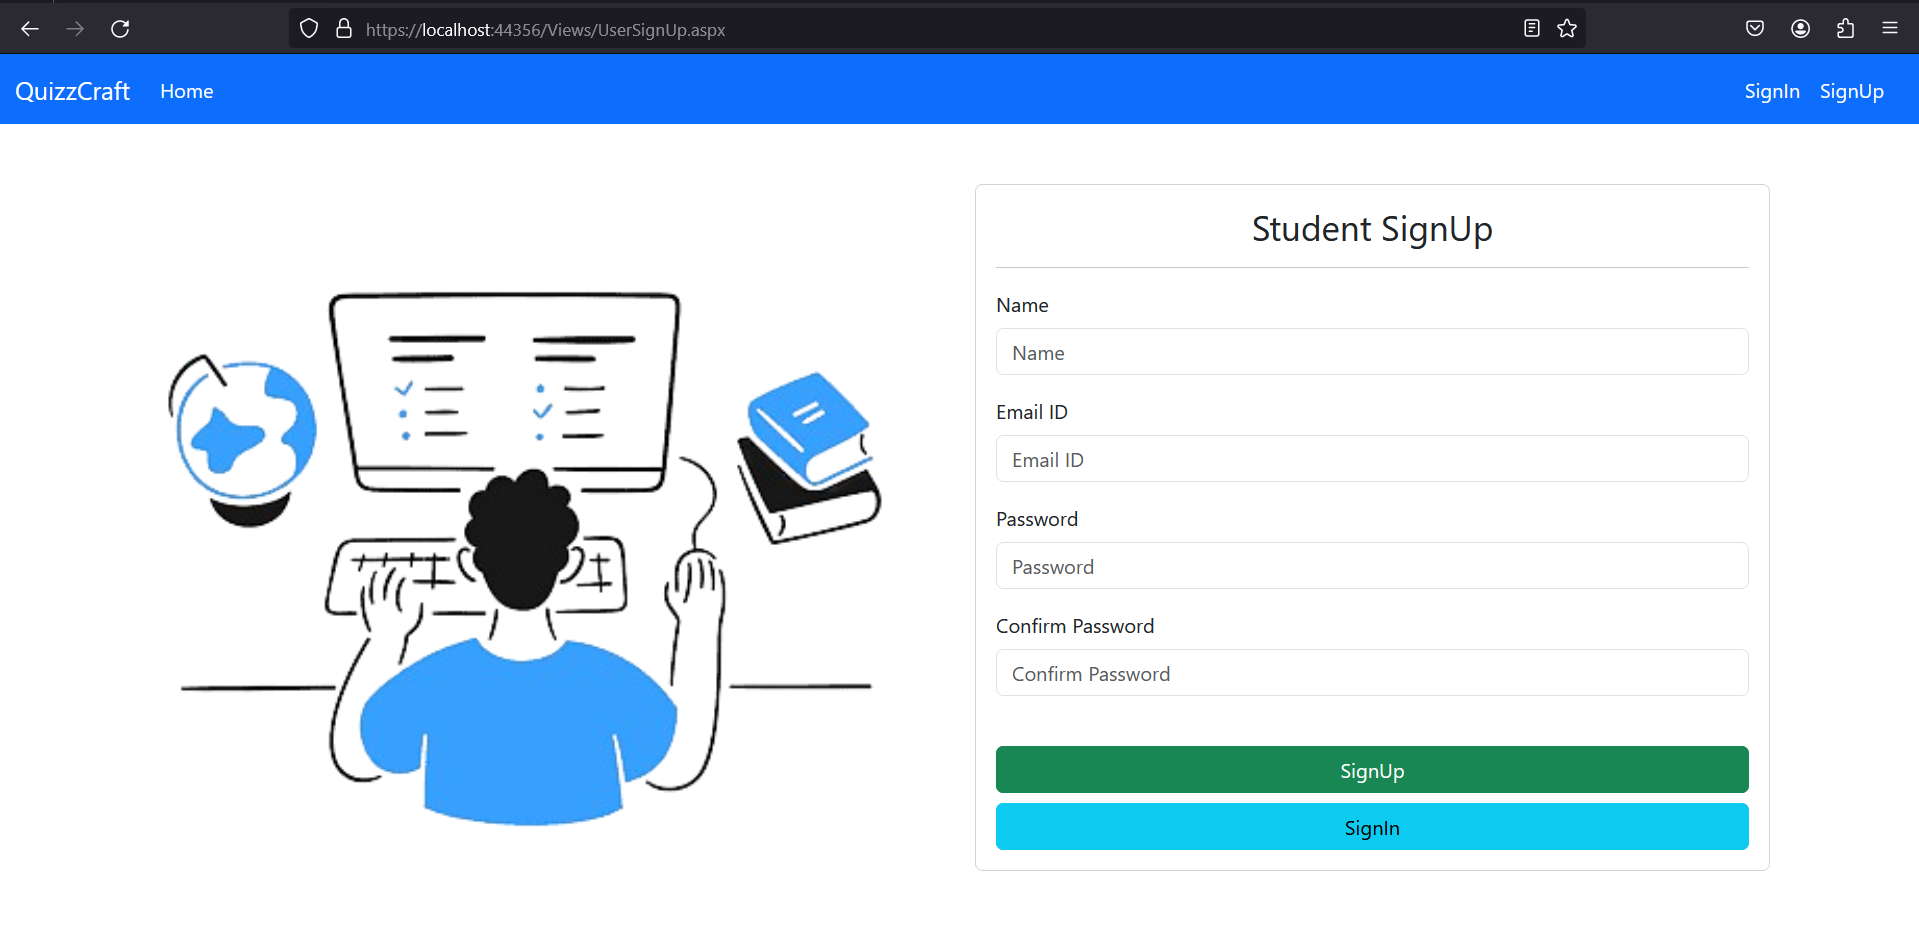 https://localhost:44356/Views/UserSignUp.aspx
QuizzCraft Home SignIn SignUp
Student SignUp
Name
Name
Email ID
Email ID
Password
Password
Confirm Password
Confirm Password
SignUp
SignIn